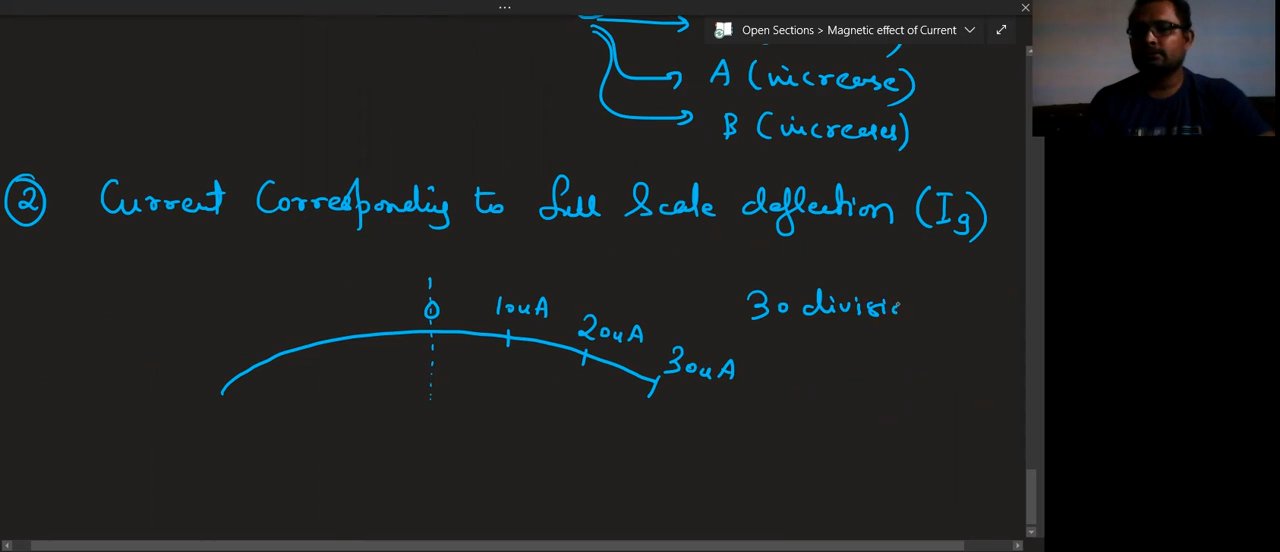 Open Sections > Magnetic effect of Current
A (increase)
B (increases)
② Current Corresponding to full Scale deflection (Ig)
0 10uA 20uA 30uA
30 divisi